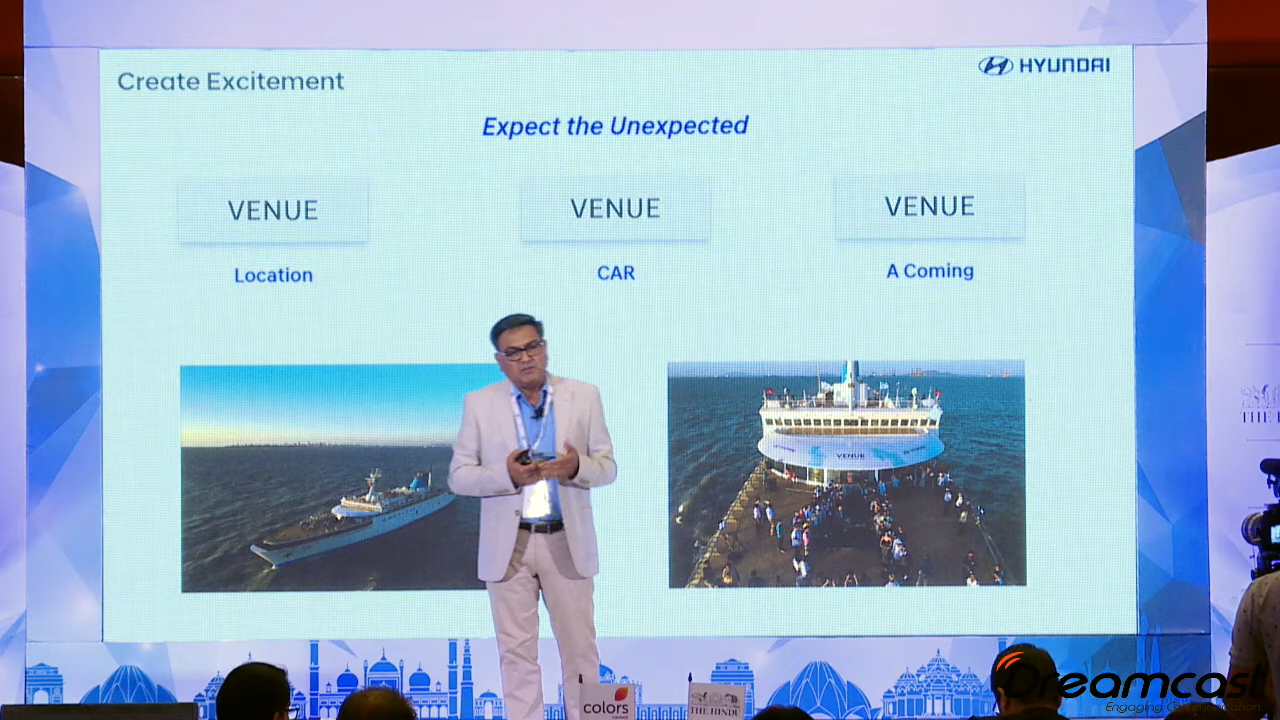 Create Excitement
HYUNDAI
Expect the Unexpected
VENUE
VENUE
VENUE
Location
CAR
A Coming
VENUE
THE
colors
THE HINDU
Dreamcast
Engaging Communication